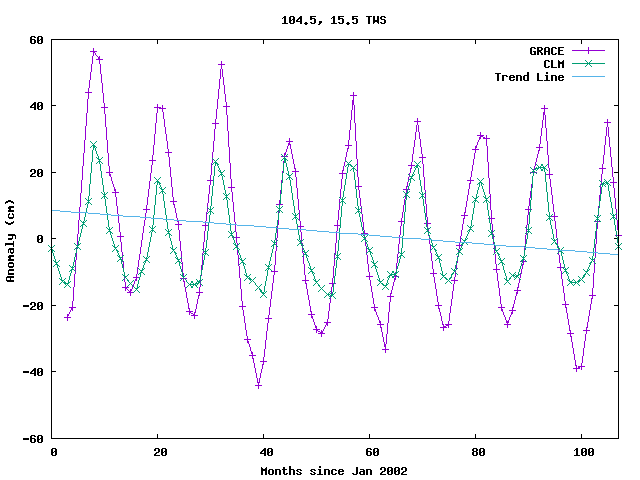 104.5, 15.5 TWS
60
40
20
0
-20
-40
-60
Anomaly (cm)
GRACE
CLM
Trend Line
0 20 40 60 80 100
Months since Jan 2002